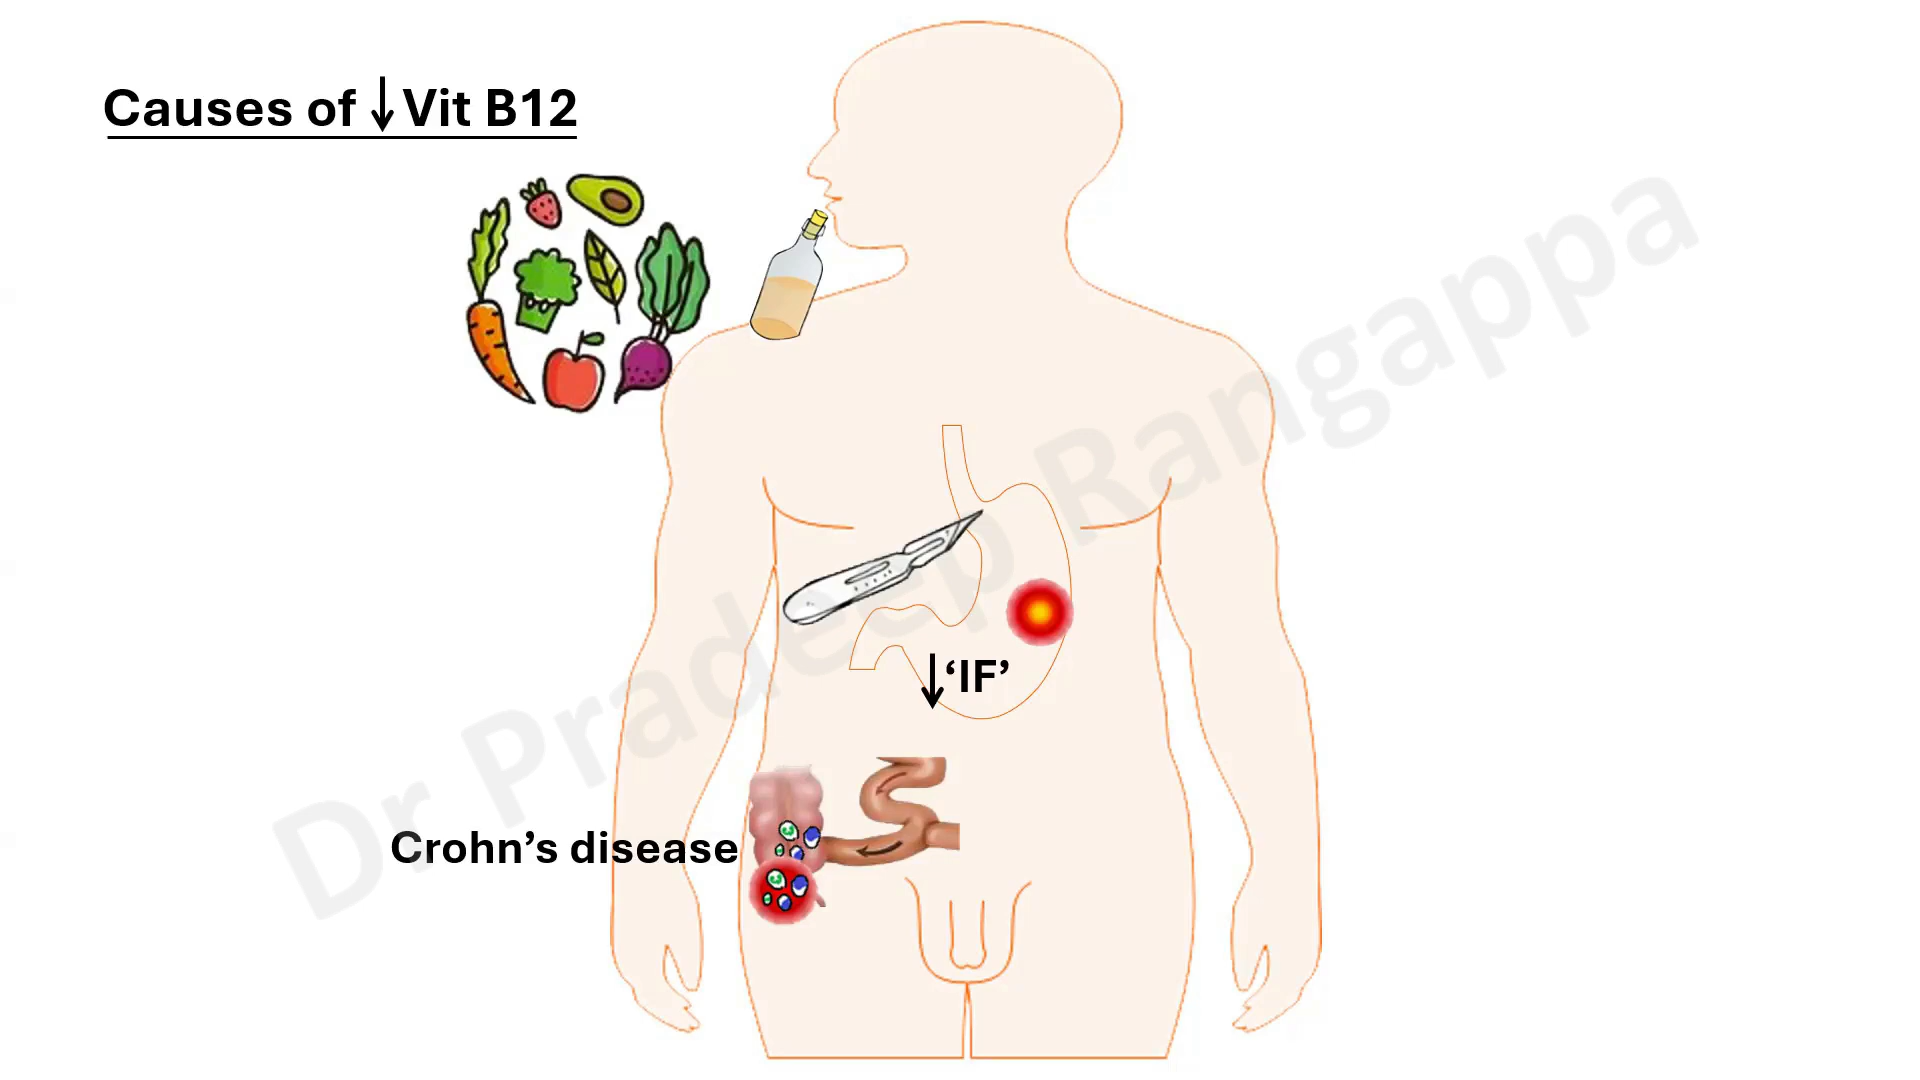 Causes of ↓Vit B12
↓‘IF’
Crohn’s disease
Dr Pradeep Rangappa